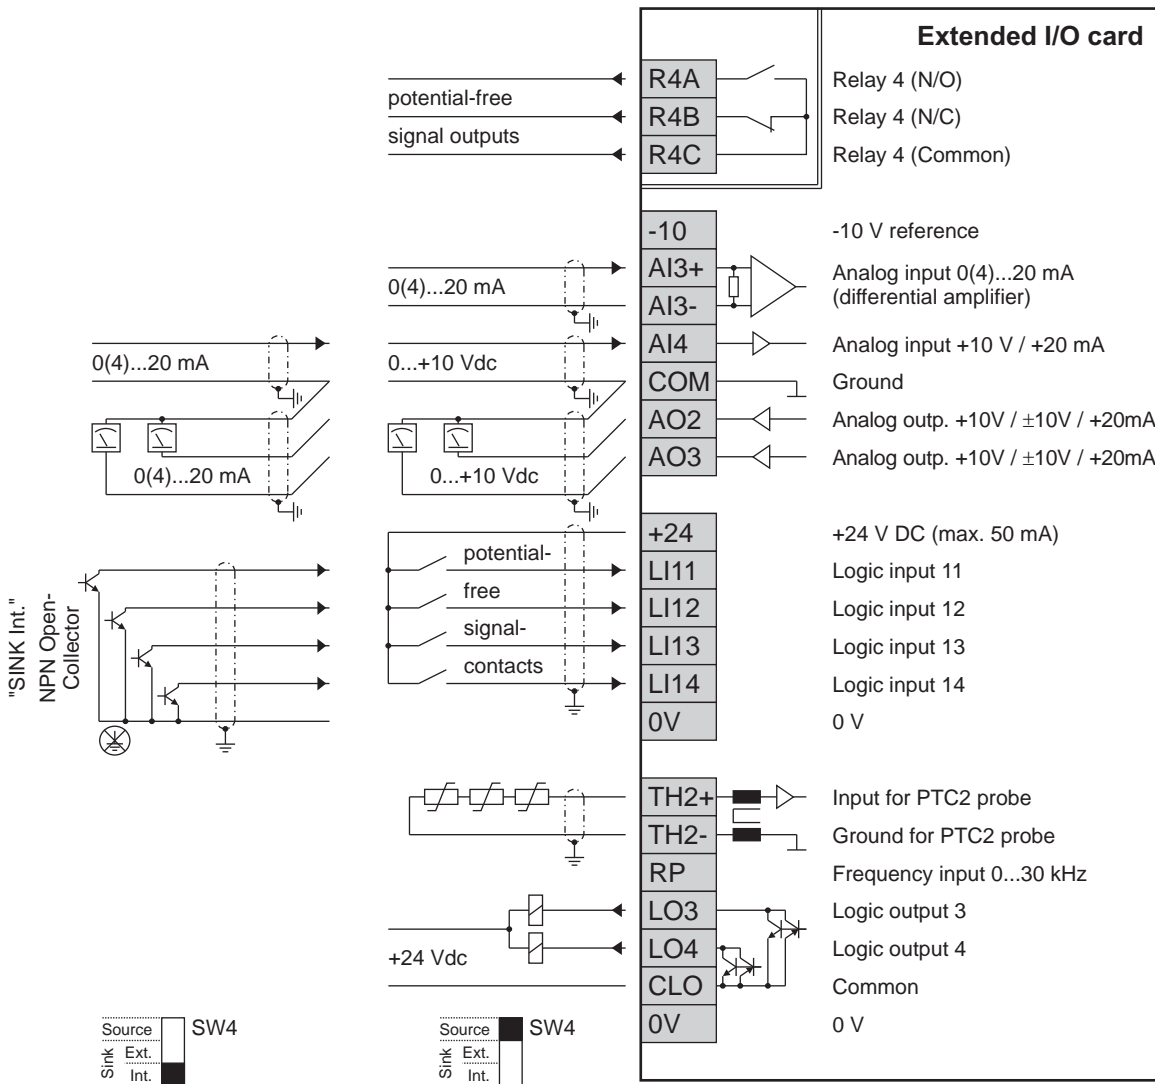 Extended I/O card
potential-free
signal outputs
R4A Relay 4 (N/O)
R4B Relay 4 (N/C)
R4C Relay 4 (Common)
-10 -10 V reference
0(4)...20 mA
AI3+ Analog input 0(4)...20 mA
AI3- (differential amplifier)
0(4)...20 mA 0...+10 Vdc
AI4 Analog input +10 V / +20 mA
COM Ground
AO2 Analog outp. +10V / ±10V / +20mA
0(4)...20 mA 0...+10 Vdc
AO3 Analog outp. +10V / ±10V / +20mA
+24 +24 V DC (max. 50 mA)
potential-
free
signal-
contacts
LI11 Logic input 11
LI12 Logic input 12
LI13 Logic input 13
LI14 Logic input 14
0V 0 V
"SINK Int."
NPN Open-
Collector
TH2+ Input for PTC2 probe
TH2- Ground for PTC2 probe
RP Frequency input 0...30 kHz
LO3 Logic output 3
+24 Vdc
LO4 Logic output 4
CLO Common
0V 0 V
Source SW4
Sink Ext.
Int.
Source SW4
Sink Ext.
Int.